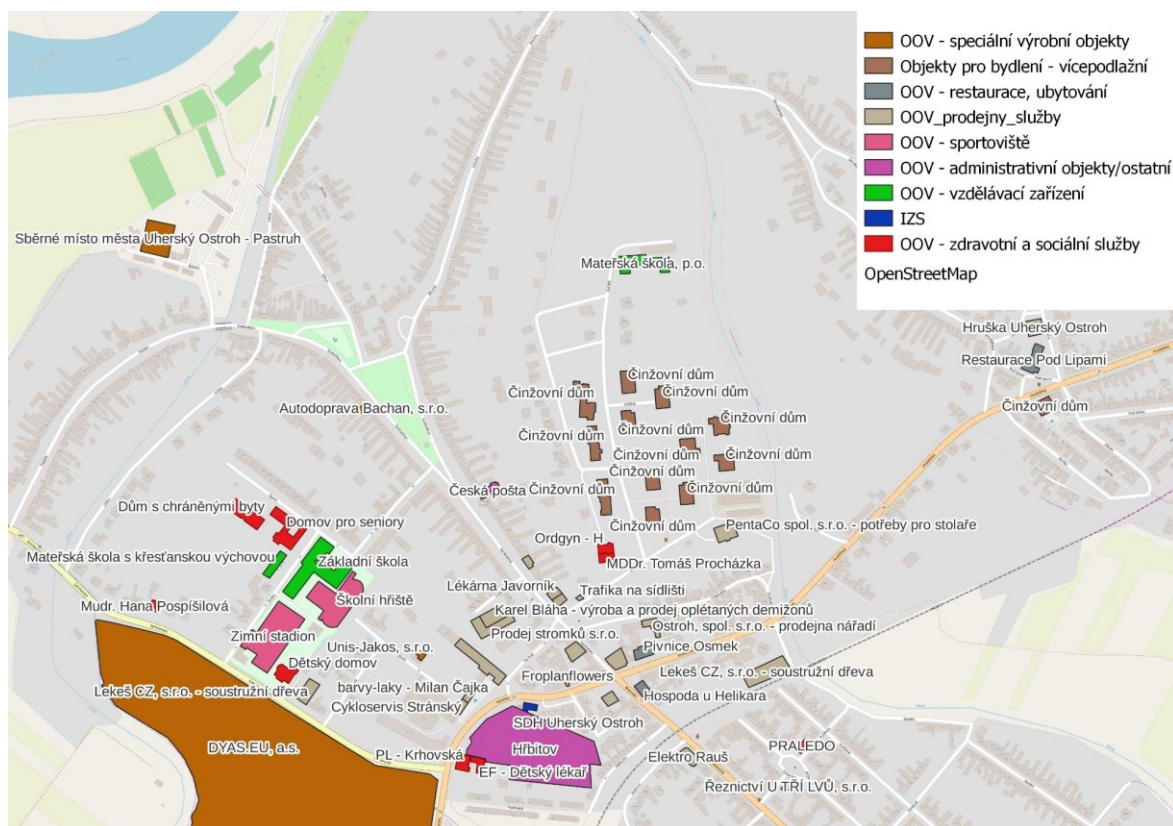 OOV - speciální výrobní objekty
Objekty pro bydlení - vícepodlažní
OOV - restaurace, ubytování
OOV_prodejny_služby
OOV - sportoviště
OOV - administrativní objekty/ostatní
OOV - vzdělávací zařízení
IZS
OOV - zdravotní a sociální služby
OpenStreetMap
Sběrné místo města Uherský Ostroh - Pastruh
Mateřská škola, p.o.
Hruška Uherský Ostroh
Restaurace Pod Lipami
Činžovní dům
Činžovní dům
Činžovní dům
Činžovní dům
Autodoprava Bachan, s.r.o.
Činžovní dům
Činžovní dům
Činžovní dům
Činžovní dům
Činžovní dům
Činžovní dům
Česká pošta
Činžovní dům
Činžovní dům
Dům s chráněnými byty
Domov pro seniory
Činžovní dům
PentaCo spol. s.r.o. - potřeby pro stolaře
Ordgyn - H
Mateřská škola s křesťanskou výchovou
Základní škola
MDDr. Tomáš Procházka
Lékárna Javorník
Trafika na sídlišti
Školní hřiště
Mudr. Hana Pospíšilová
Karel Bláha - výroba a prodej oplétaných demižonů
Ostroh, spol. s.r.o. - prodejna nářadí
Zimní stadion
Prodej stromků s.r.o.
Unis-Jakos, s.r.o.
Pivnice Osmek
Dětský domov
Froplanflowers
Lekeš CZ, s.r.o. - soustružní dřeva
Lekeš CZ, s.r.o. - soustružní dřeva
barvy-laky - Milan Čajka
Hospoda u Helikara
Cykloservis Stránský
SDH Uherský Ostroh
DYAS.EU, a.s.
PL - Krhovská
Hřbitov
PRALEDO
Elektro Rauš
EF - Dětský lékař
Řeznictví U TŘÍ LVŮ, s.r.o.